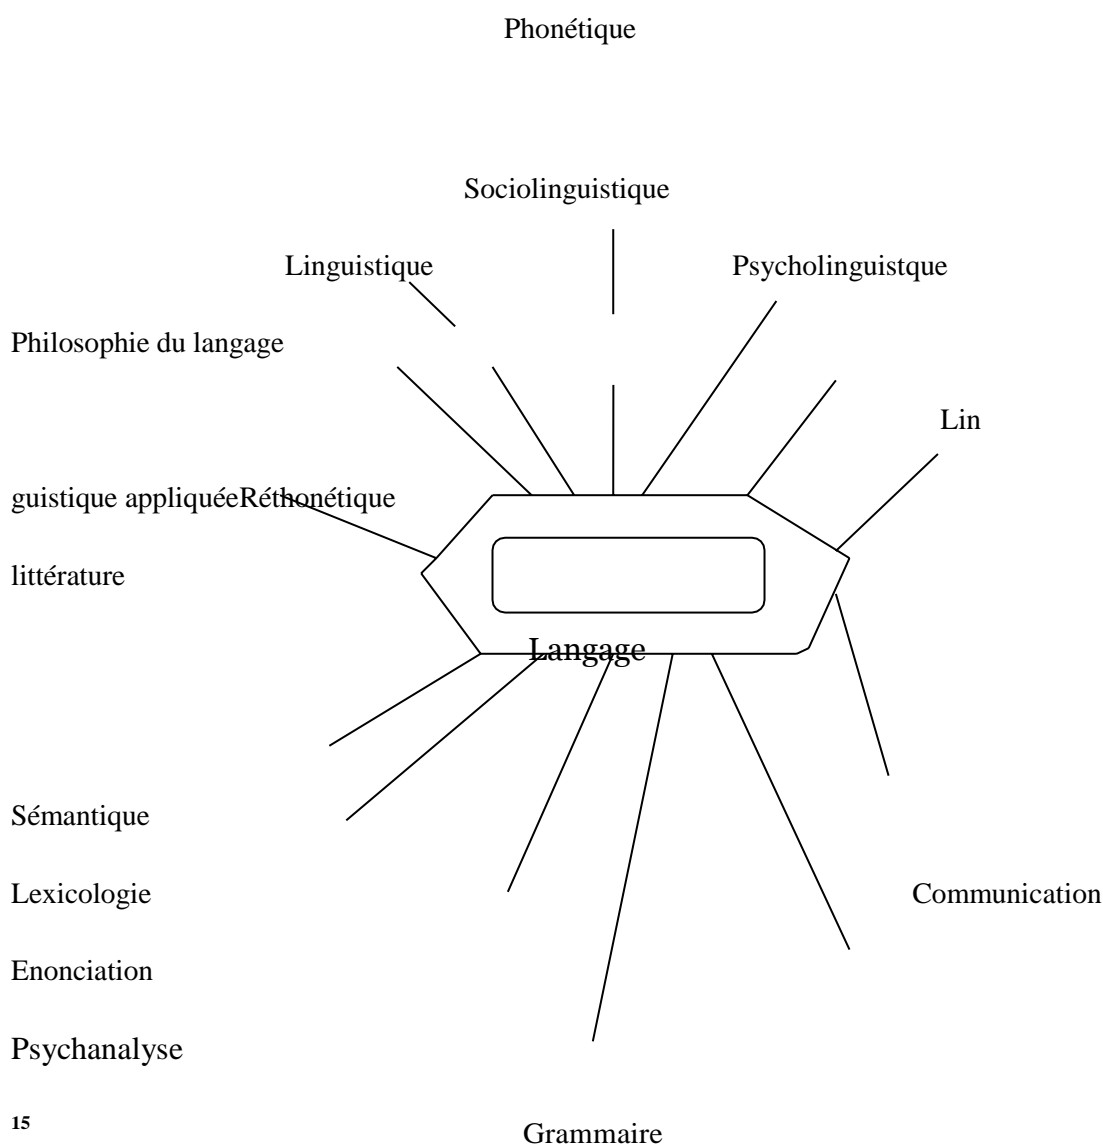 Phonétique
Sociolinguistique
Linguistique Psycholinguistque
Philosophie du langage
Lin
guistique appliquéeRéthonétique
littérature
Langage
Sémantique
Lexicologie Communication
Enonciation
Psychanalyse
15
Grammaire